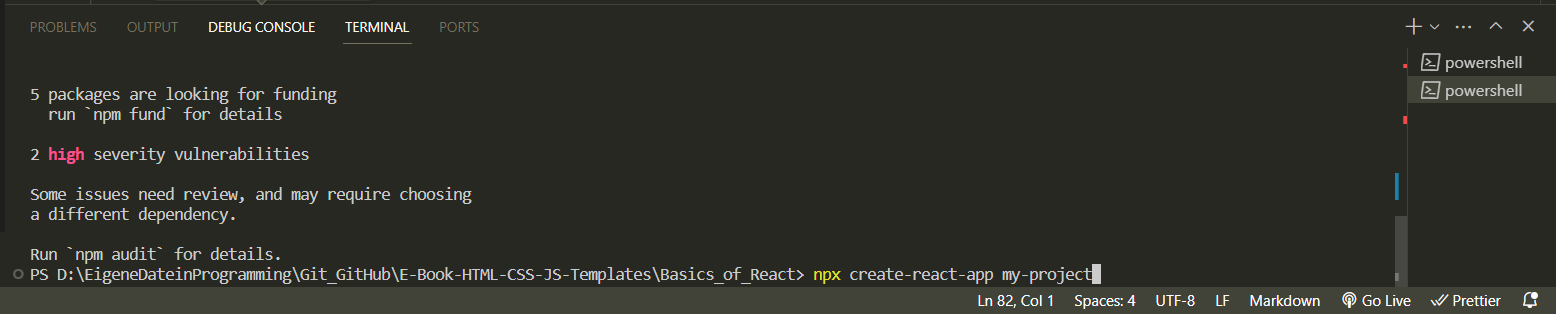 PROBLEMS OUTPUT DEBUG CONSOLE TERMINAL PORTS
powershell
powershell
5 packages are looking for funding
run `npm fund` for details
2 high severity vulnerabilities
Some issues need review, and may require choosing
a different dependency.
Run `npm audit` for details.
PS D:\EigeneDateinProgramming\Git_GitHub\E-Book-HTML-CSS-JS-Templates\Basics_of_React> npx create-react-app my-project
Ln 82, Col 1 Spaces: 4 UTF-8 LF Markdown Go Live Prettier